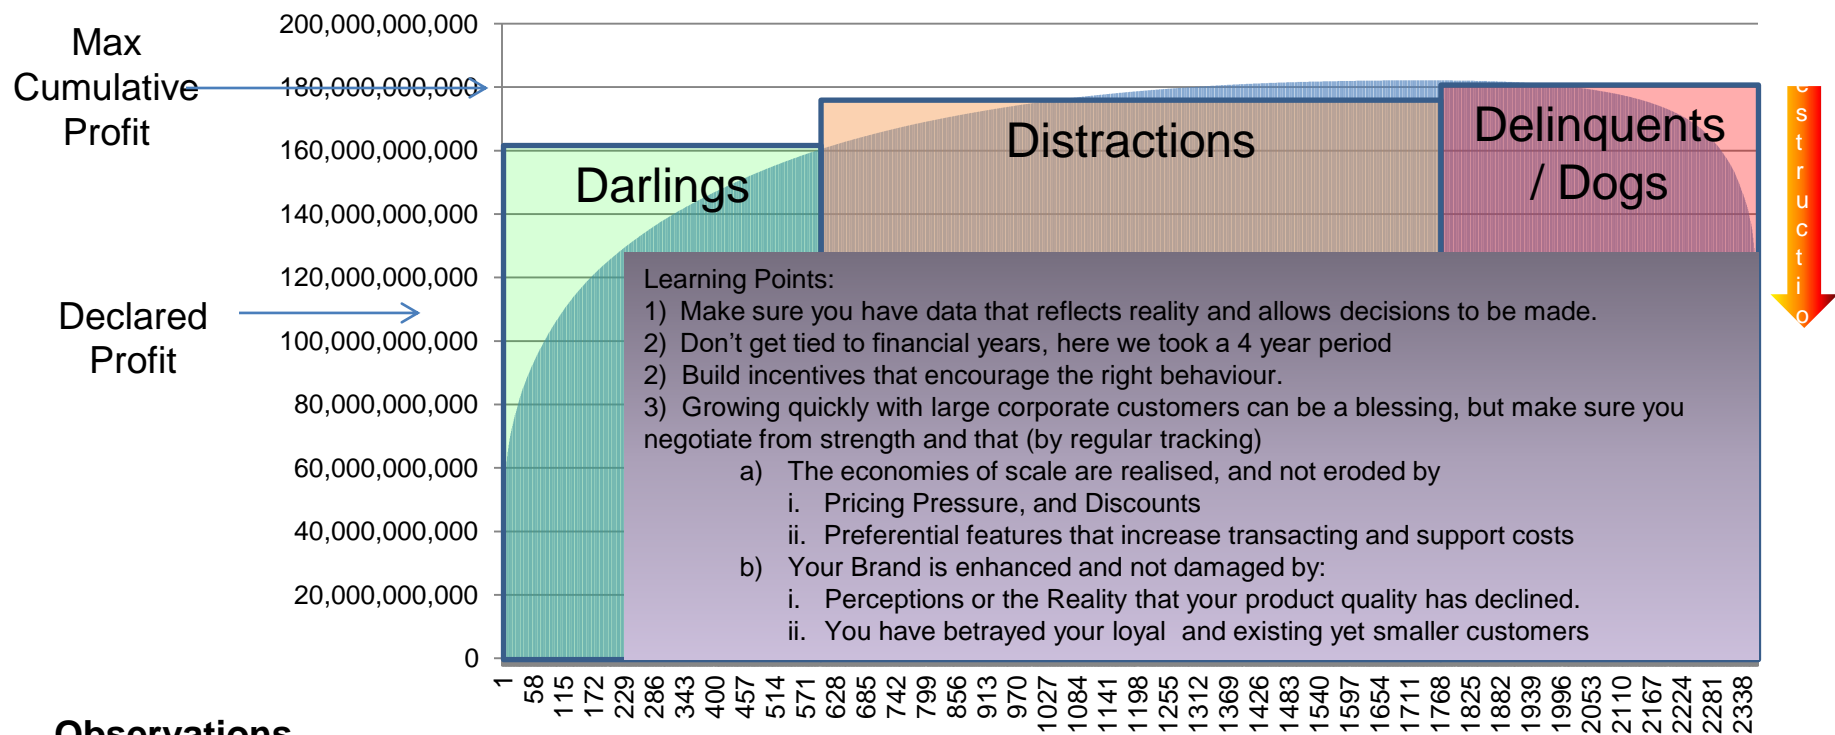 Max
Cumulative
Profit
Declared
Profit
200,000,000,000
180,000,000,000
160,000,000,000
140,000,000,000
120,000,000,000
100,000,000,000
80,000,000,000
60,000,000,000
40,000,000,000
20,000,000,000
0
Darlings
Distractions
Delinquents
/ Dogs
e
s
t
r
u
c
t
i
o
Learning Points:
1) Make sure you have data that reflects reality and allows decisions to be made.
2) Don’t get tied to financial years, here we took a 4 year period
2) Build incentives that encourage the right behaviour.
3) Growing quickly with large corporate customers can be a blessing, but make sure you
negotiate from strength and that (by regular tracking)
a) The economies of scale are realised, and not eroded by
i. Pricing Pressure, and Discounts
ii. Preferential features that increase transacting and support costs
b) Your Brand is enhanced and not damaged by:
i. Perceptions or the Reality that your product quality has declined.
ii. You have betrayed your loyal and existing yet smaller customers
1
58
115
172
229
286
343
400
457
514
571
628
685
742
799
856
913
970
1027
1084
1141
1198
1255
1312
1369
1426
1483
1540
1597
1654
1711
1768
1825
1882
1939
1996
2053
2110
2167
2224
2281
2338
Observations